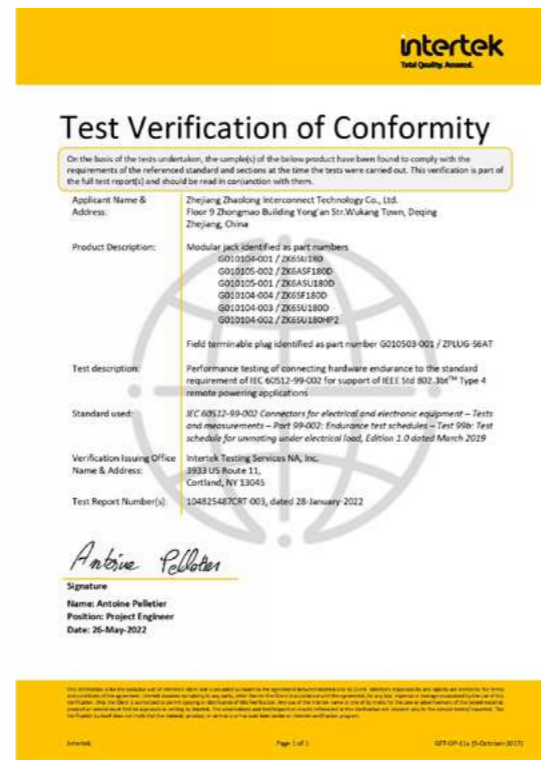 intertek
Total Quality. Assured.
Test Verification of Conformity
On the basis of the tests undertaken, the sample(s) of the below product have been found to comply with the
requirements of the referenced standard and sections at the time the tests were carried out. This verification is part of
the full test report(s) and should be read in conjunction with them.
Applicant Name & Address:
Zhejiang Zhaolong Interconnect Technology Co., Ltd.
Floor 9 Zhongmao Building Yong'an Str.Wukang Town, Deqing
Zhejiang, China
Product Description:
Modular jack identified as part numbers
G010104-001 / ZK6SU180
G010105-002 / ZK6ASF180D
G010105-001 / ZK6ASU180D
G010104-004 / ZK6SF180D
G010104-003 / ZK6SU180D
G010104-002 / ZK6SU180HP2
Field terminable plug identified as part number G010503-001 / ZPLUG-S6AT
Test description:
Performance testing of connecting hardware endurance to the standard
requirement of IEC 60512-99-002 for support of IEEE Std 802.3bt™ Type 4
remote powering applications
Standard used:
IEC 60512-99-002 Connectors for electrical and electronic equipment – Tests
and measurements – Part 99-002: Endurance test schedules – Test 99b: Test
schedule for unmating under electrical load, Edition 1.0 dated March 2019
Verification Issuing Office
Name & Address:
Intertek Testing Services NA, Inc.
3933 US Route 11,
Cortland, NY 13045
Test Report Number(s):
104825487CRT-003, dated 28-January-2022
Antoine Pelletier
Signature
Name: Antoine Pelletier
Position: Project Engineer
Date: 26-May-2022
Intertek
Page 1 of 1
GFT-OP-11a (5-October-2017)